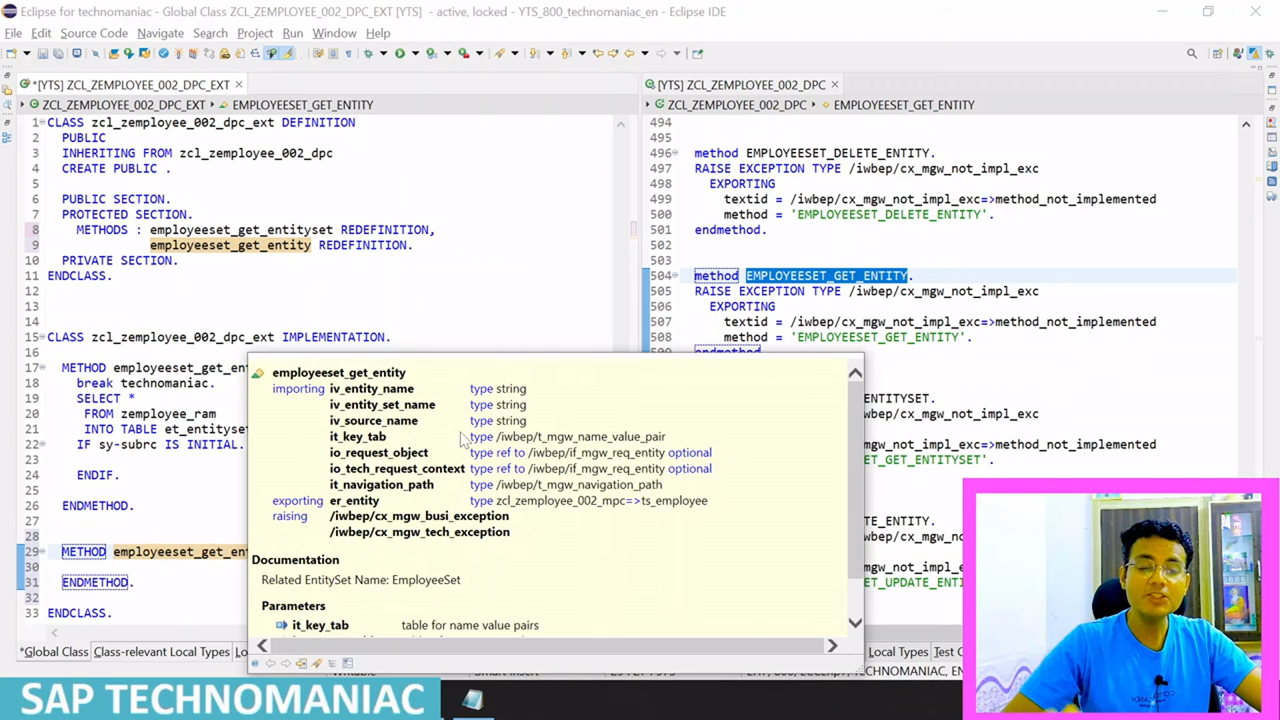 Eclipse for technomaniac - Global Class ZCL_ZEMPLOYEE_002_DPC_EXT [YTS] - active, locked - YTS_800_technomaniac_en - Eclipse IDE
File Edit Source Code Navigate Search Project Run Window Help
*[YTS] ZCL_ZEMPLOYEE_002_DPC_EXT
ZCL_ZEMPLOYEE_002_DPC_EXT EMPLOYEESET_GET_ENTITY
1 CLASS zcl_zemployee_002_dpc_ext DEFINITION
2 PUBLIC
3 INHERITING FROM zcl_zemployee_002_dpc
4 CREATE PUBLIC .
5
6 PUBLIC SECTION.
7 PROTECTED SECTION.
8 METHODS : employeeset_get_entityset REDEFINITION,
9 employeeset_get_entity REDEFINITION.
10 PRIVATE SECTION.
11 ENDCLASS.
12
13
14
15 CLASS zcl_zemployee_002_dpc_ext IMPLEMENTATION.
16
17 METHOD employeeset_get_e
18 break technomaniac.
19 SELECT *
20 FROM zemployee_ram
21 INTO TABLE et_entityse
22 IF sy-subrc IS INITIAL.
23
24 ENDIF.
25
26 ENDMETHOD.
27
28
29 METHOD employeeset_get_ent
30
31 ENDMETHOD.
32
33 ENDCLASS.
*Global Class Class-relevant Local Types Lo
[YTS] ZCL_ZEMPLOYEE_002_DPC
ZCL_ZEMPLOYEE_002_DPC EMPLOYEESET_GET_ENTITY
494
495
496 method EMPLOYEESET_DELETE_ENTITY.
497 RAISE EXCEPTION TYPE /iwbep/cx_mgw_not_impl_exc
498 EXPORTING
499 textid = /iwbep/cx_mgw_not_impl_exc=>method_not_implemented
500 method = 'EMPLOYEESET_DELETE_ENTITY'.
501 endmethod.
502
503
504 method EMPLOYEESET_GET_ENTITY.
505 RAISE EXCEPTION TYPE /iwbep/cx_mgw_not_impl_exc
506 EXPORTING
507 textid = /iwbep/cx_mgw_not_impl_exc=>method_not_implemented
508 method = 'EMPLOYEESET_GET_ENTITY'.
endmethod
TYSET.
gw_not_impl_exc
_mgw_not_impl_exc=>method_not_implemented
ET_GET_ENTITYSET'.
TE_ENTITY.
Local Types Test C
employeeset_get_entity
importing iv_entity_name type string
iv_entity_set_name type string
iv_source_name type string
it_key_tab type /iwbep/t_mgw_name_value_pair
io_request_object type ref to /iwbep/if_mgw_req_entity optional
io_tech_request_context type ref to /iwbep/if_mgw_req_entity optional
it_navigation_path type /iwbep/t_mgw_navigation_path
exporting er_entity type zcl_zemployee_002_mpc=>ts_employee
raising /iwbep/cx_mgw_busi_exception
/iwbep/cx_mgw_tech_exception
Documentation
Related EntitySet Name: EmployeeSet
Parameters
it_key_tab table for name value pairs
SAP TECHNOMANIAC